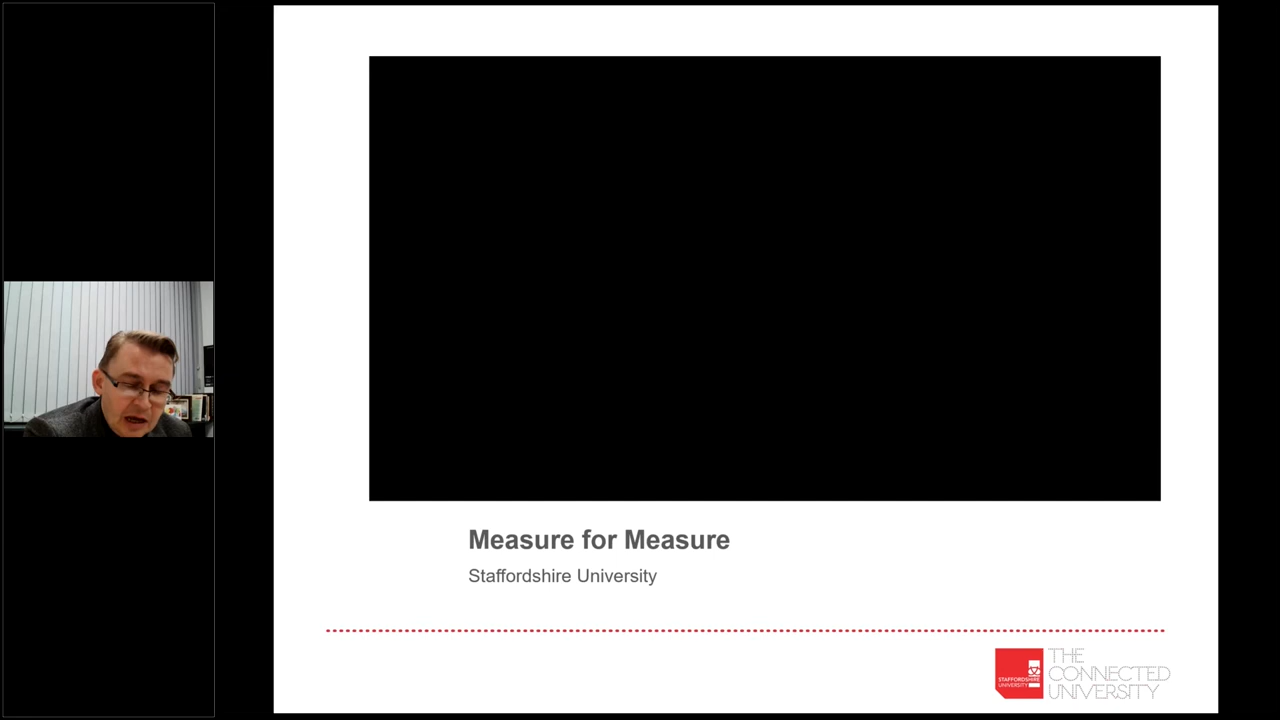 Measure for Measure
Staffordshire University
STAFFORDSHIRE
UNIVERSITY
THE
CONNECTED
UNIVERSITY